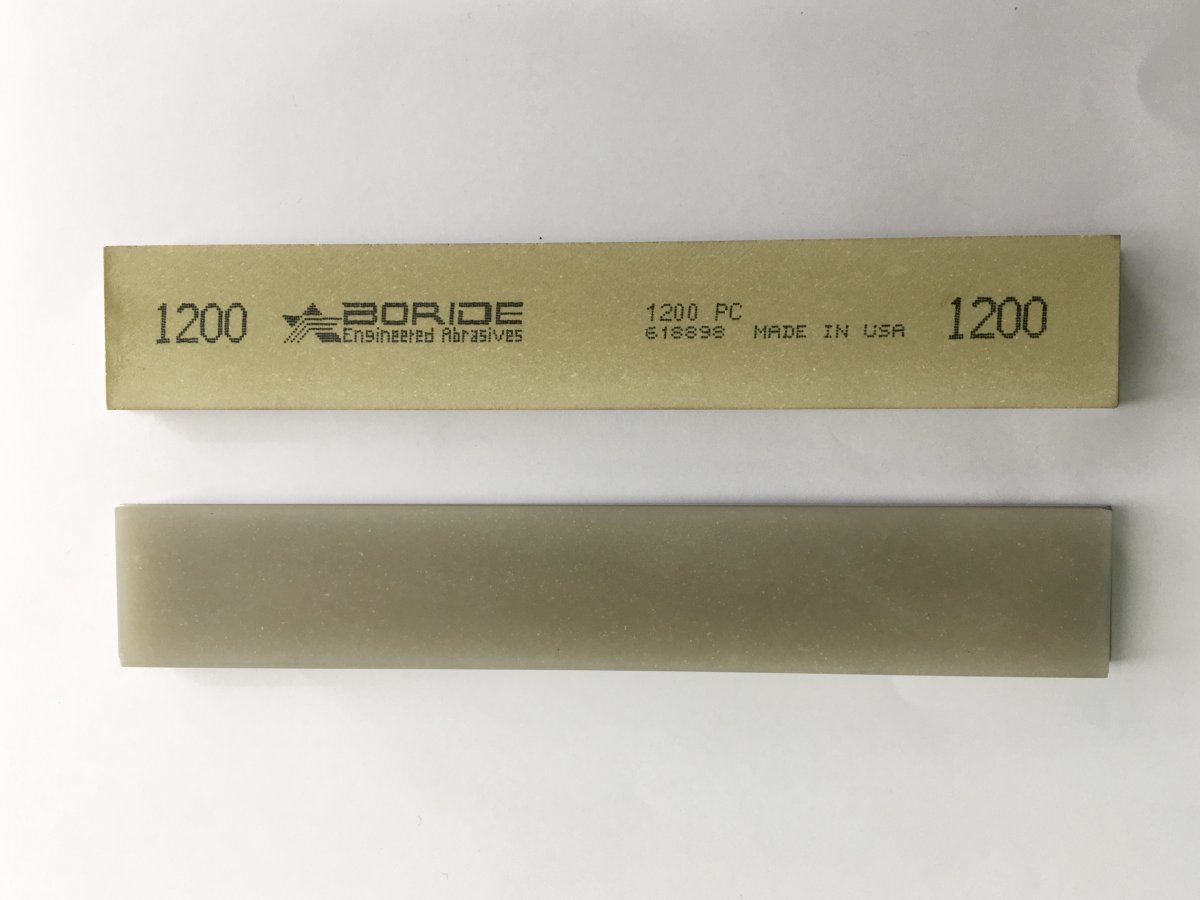 1200
BORIDE
Engineered Abrasives
1200 PC
618898 MADE IN USA
1200